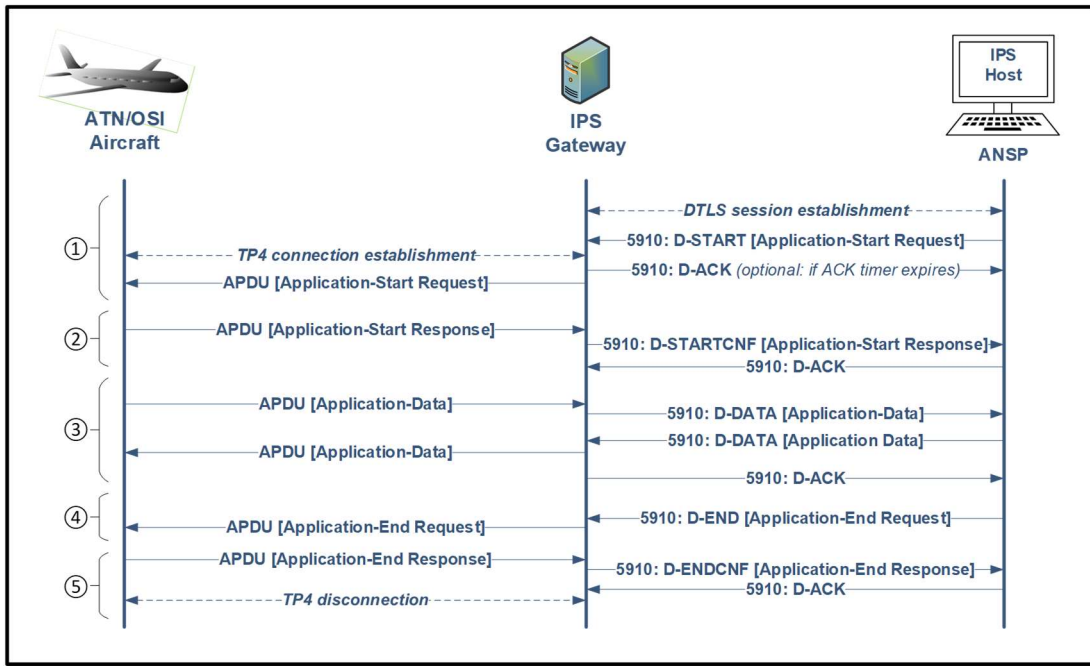 ATN/OSI
Aircraft
IPS
Gateway
IPS
Host
ANSP
①
DTLS session establishment
5910: D-START [Application-Start Request]
TP4 connection establishment
5910: D-ACK (optional: if ACK timer expires)
APDU [Application-Start Request]
②
APDU [Application-Start Response]
5910: D-STARTCNF [Application-Start Response]
5910: D-ACK
③
APDU [Application-Data]
5910: D-DATA [Application-Data]
5910: D-DATA [Application Data]
APDU [Application-Data]
5910: D-ACK
④
5910: D-END [Application-End Request]
APDU [Application-End Request]
⑤
APDU [Application-End Response]
5910: D-ENDCNF [Application-End Response]
5910: D-ACK
TP4 disconnection